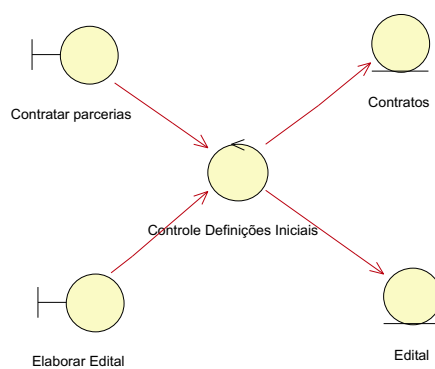 Contratar parcerias
Contratos
Controle Definições Iniciais
Elaborar Edital
Edital